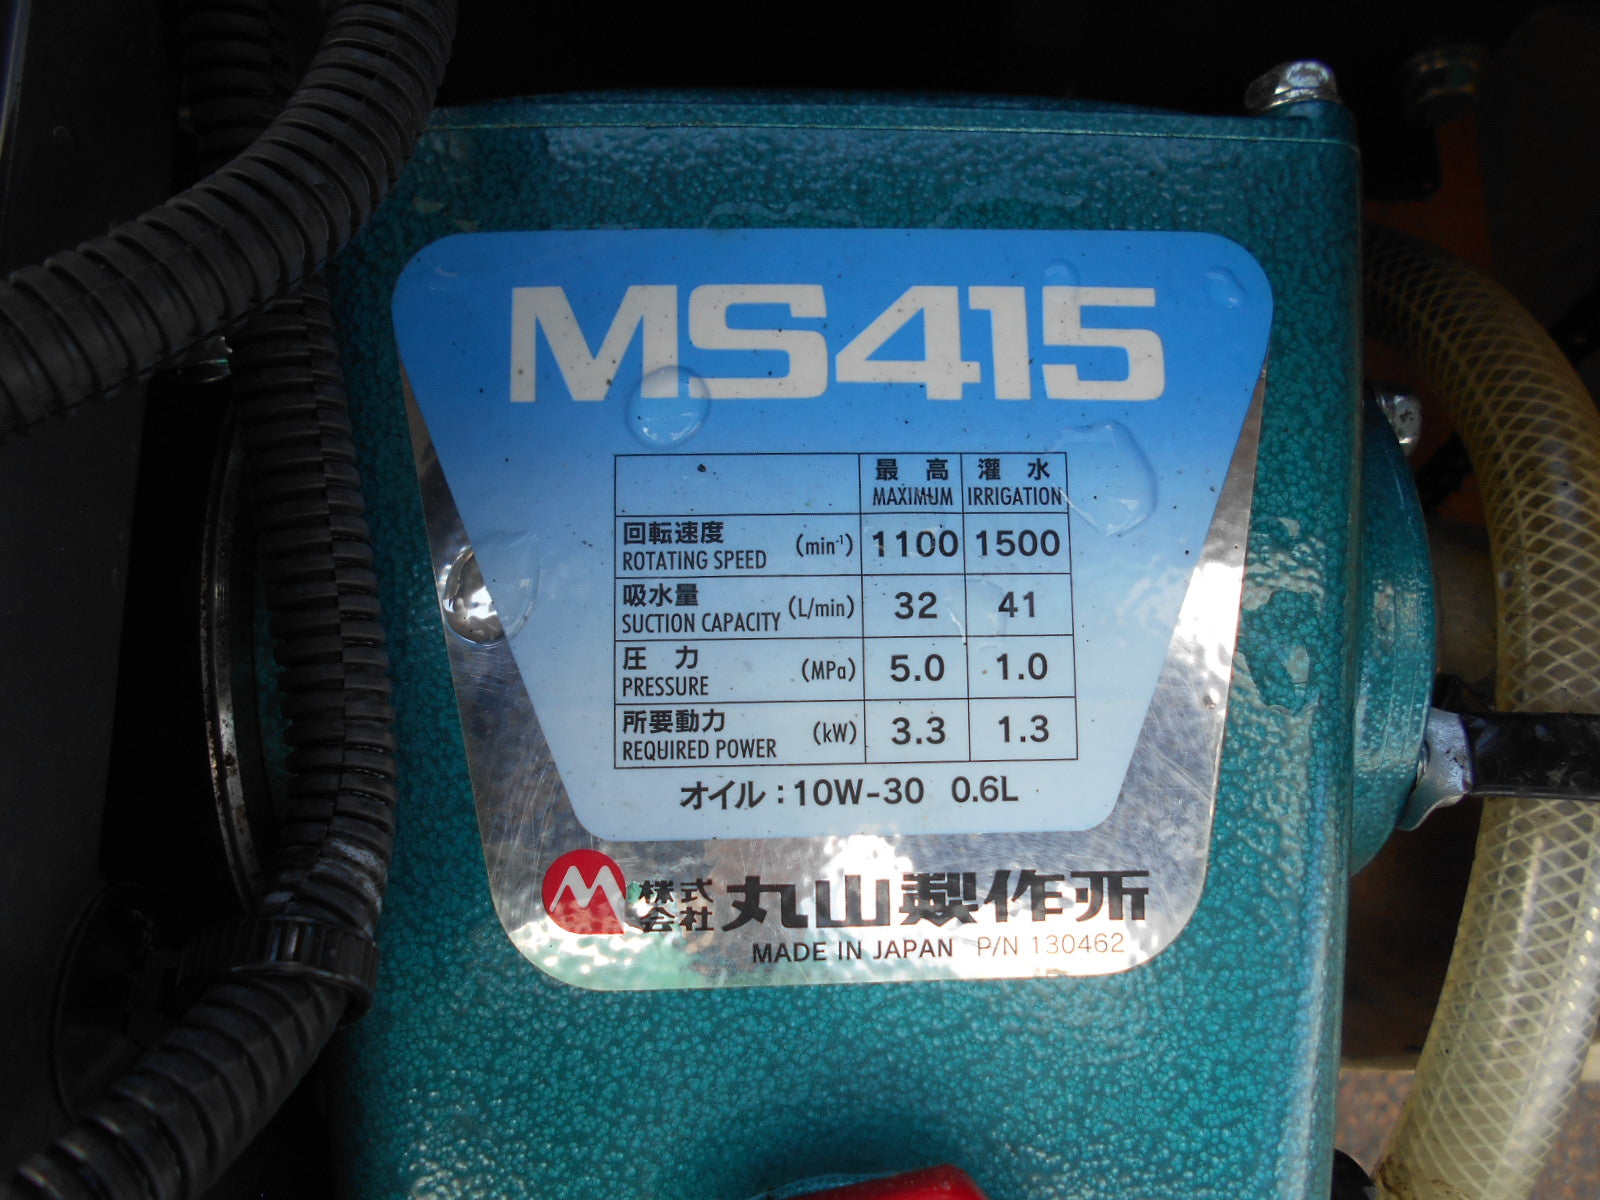 MS415
最高 灌水
MAXIMUM IRRIGATION
回転速度
ROTATING SPEED (min⁻¹) 1100 1500
吸水量
SUCTION CAPACITY (L/min) 32 41
圧力
PRESSURE (MPa) 5.0 1.0
所要動力
REQUIRED POWER (kW) 3.3 1.3
オイル：10W-30 0.6L
株式会社 丸山製作所
MADE IN JAPAN P/N 130462